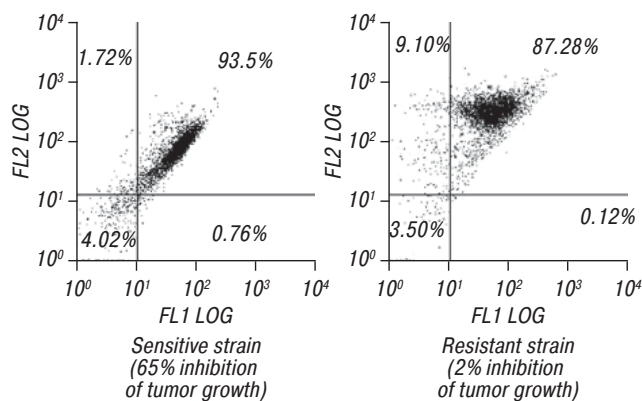 1.72%
93.5%
10⁴
10³
10²
10¹
10⁰
FL2 LOG
4.02%
0.76%
10⁰ 10¹ 10² 10³ 10⁴
FL1 LOG
Sensitive strain
(65% inhibition
of tumor growth)
9.10%
87.28%
10⁴
10³
10²
10¹
10⁰
FL2 LOG
3.50%
0.12%
10⁰ 10¹ 10² 10³ 10⁴
FL1 LOG
Resistant strain
(2% inhibition
of tumor growth)